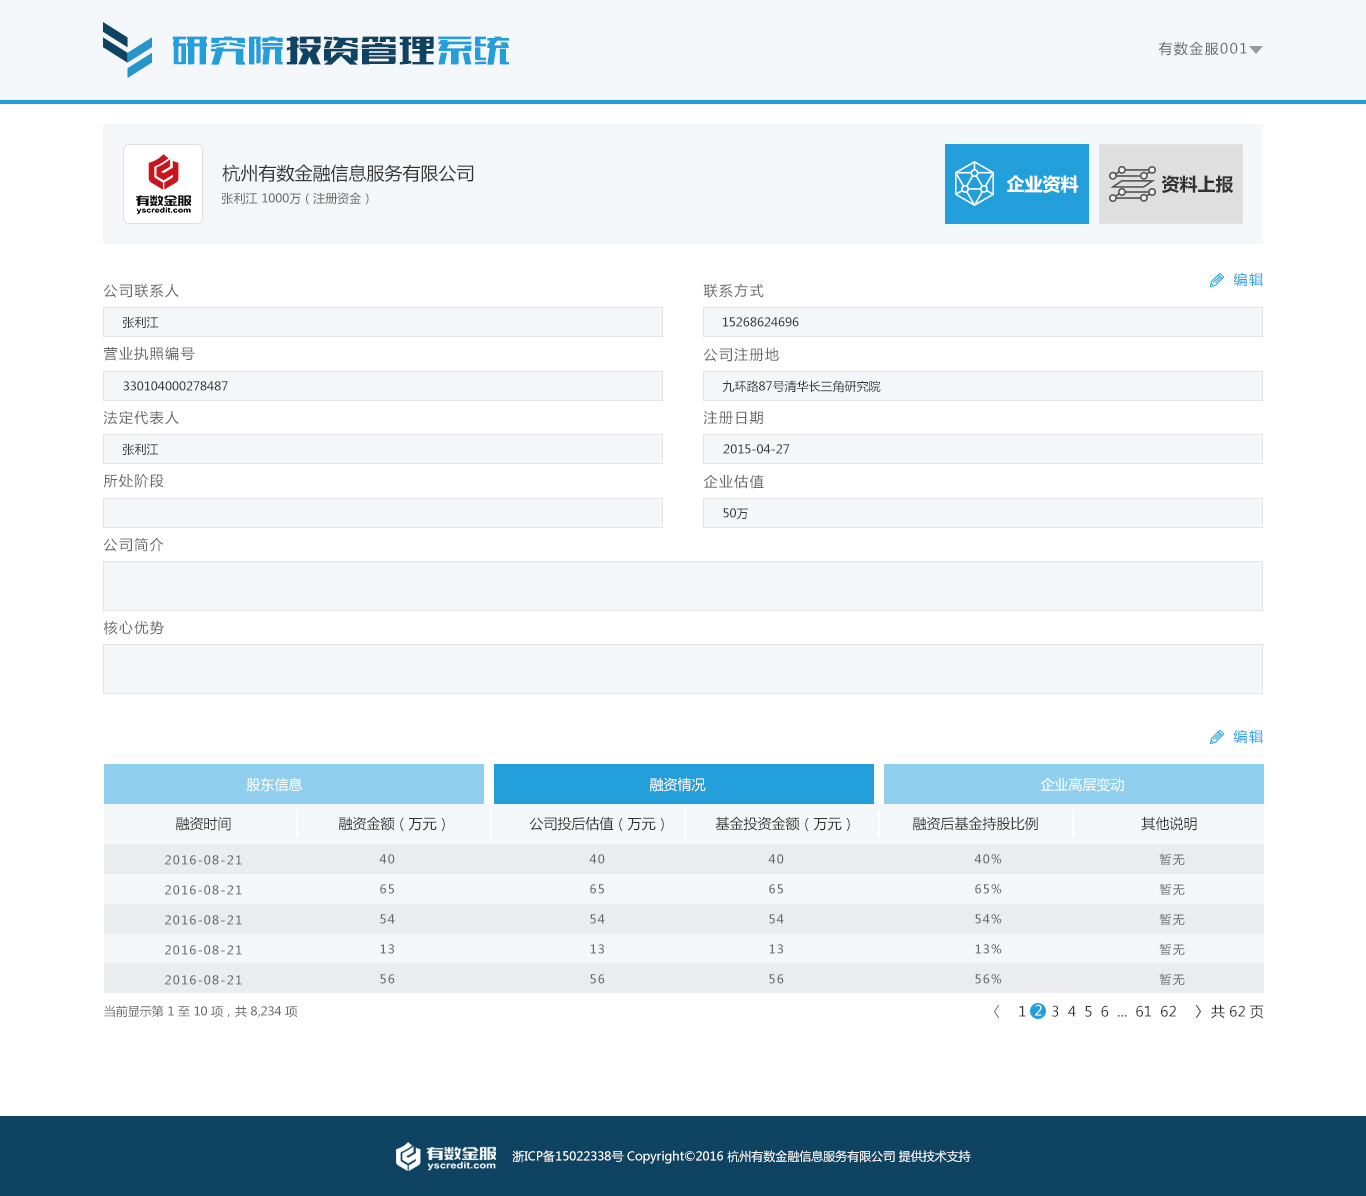 研究院投资管理系统
有数金服001
有数金服
yscredit.com
杭州有数金融信息服务有限公司
张利江 1000万（注册资金）
企业资料
资料上报
编辑
公司联系人 联系方式
张利江 15268624696
营业执照编号 公司注册地
330104000278487 九环路87号清华长三角研究院
法定代表人 注册日期
张利江 2015-04-27
所处阶段 企业估值
50万
公司简介
核心优势
编辑
股东信息 融资情况 企业高层变动
融资时间 融资金额（万元） 公司投后估值（万元） 基金投资金额（万元） 融资后基金持股比例 其他说明
2016-08-21 40 40 40 40% 暂无
2016-08-21 65 65 65 65% 暂无
2016-08-21 54 54 54 54% 暂无
2016-08-21 13 13 13 13% 暂无
2016-08-21 56 56 56 56% 暂无
当前显示第 1 至 10 项，共 8,234 项
〈 1 2 3 4 5 6 ... 61 62 〉共 62 页
有数金服
yscredit.com
浙ICP备15022338号 Copyright©2016 杭州有数金融信息服务有限公司 提供技术支持